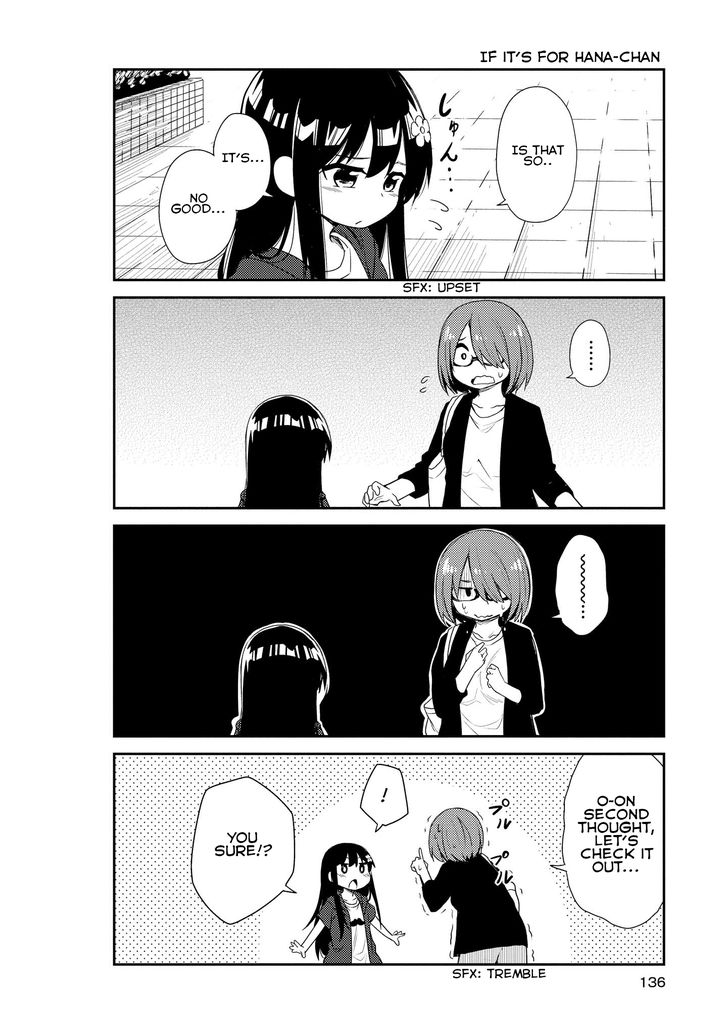 IF IT'S FOR HANA-CHAN
IS THAT
SO..
しゅん…
IT'S...
NO
GOOD...
SFX: UPSET
......
......
O-ON
SECOND
THOUGHT,
LET'S
CHECK IT
OUT...
プル
プル
!
YOU
SURE!?
SFX: TREMBLE
136